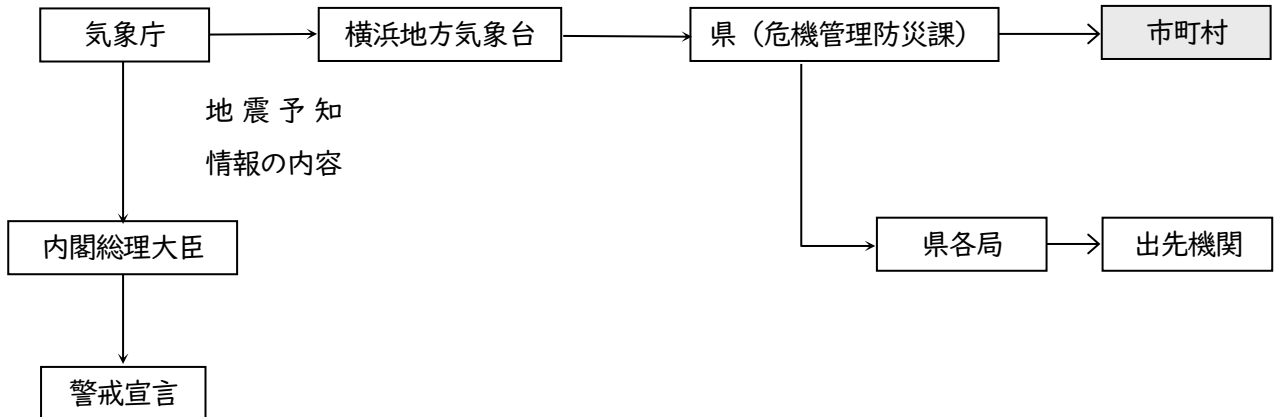 気象庁
横浜地方気象台
県（危機管理防災課）
市町村
地震予知
情報の内容
内閣総理大臣
県各局
出先機関
警戒宣言